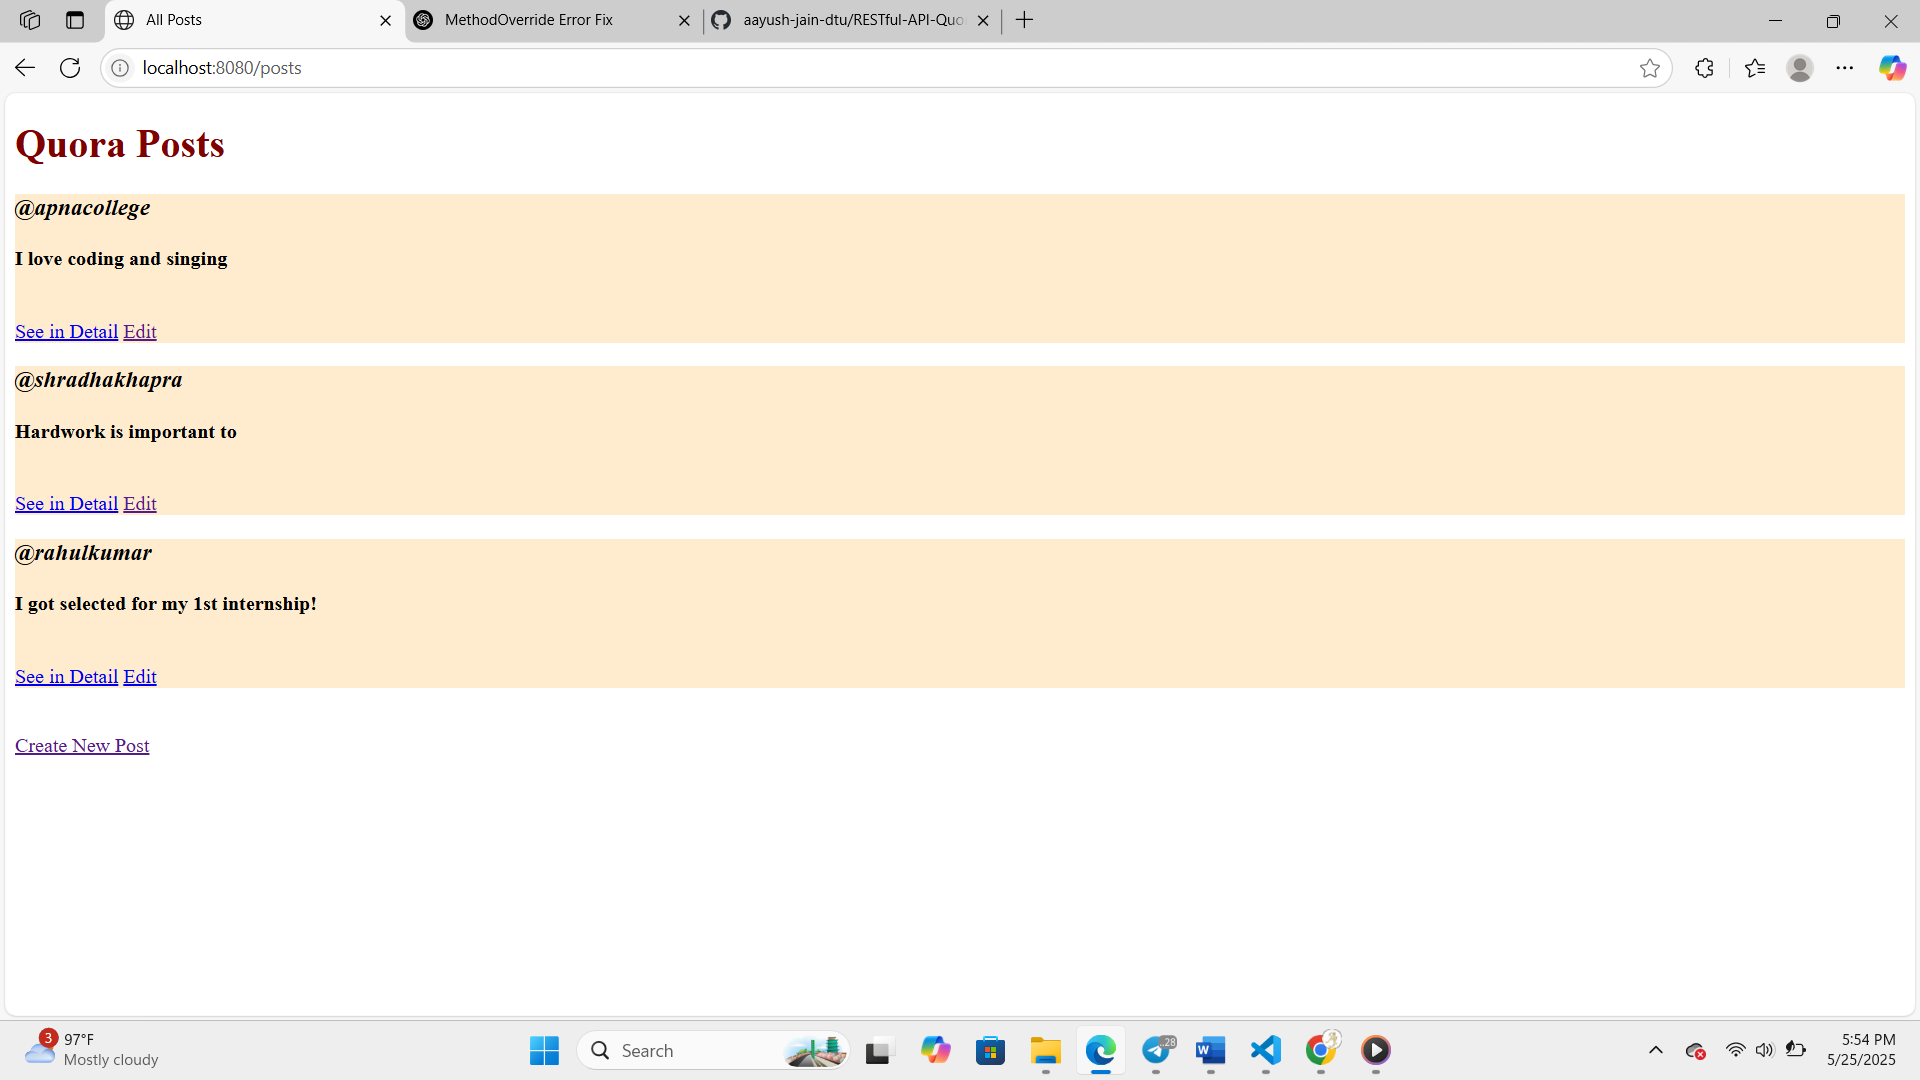 All Posts
MethodOverride Error Fix
aayush-jain-dtu/RESTful-API-Quo
localhost:8080/posts
Quora Posts
@apnacollege
I love coding and singing
See in Detail Edit
@shradhakhapra
Hardwork is important to
See in Detail Edit
@rahulkumar
I got selected for my 1st internship!
See in Detail Edit
Create New Post
3
97°F
Mostly cloudy
Search
..28
W
5:54 PM
5/25/2025